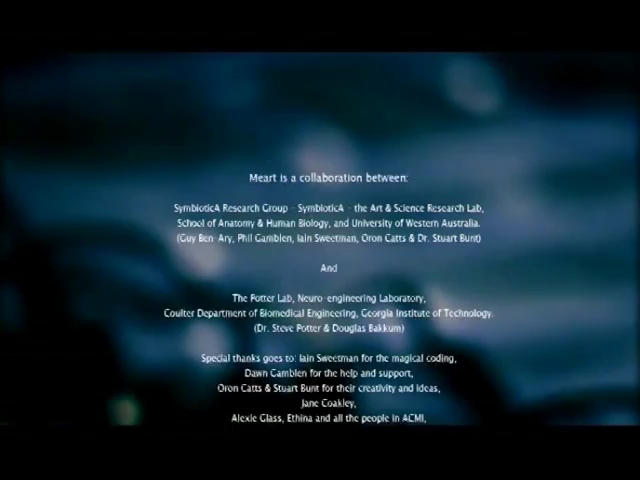 Meart is a collaboration between:
SymbioticA Research Group - SymbioticA - the Art & Science Research Lab,
School of Anatomy & Human Biology, and University of Western Australia.
(Guy Ben-Ary, Phil Gamblen, Iain Sweetman, Oron Catts & Dr. Stuart Bunt)
And
The Potter Lab, Neuro-engineering Laboratory,
Coulter Department of Biomedical Engineering, Georgia Institute of Technology.
(Dr. Steve Potter & Douglas Bakkum)
Special thanks goes to: Iain Sweetman for the magical coding,
Dawn Gamblen for the help and support,
Oron Catts & Stuart Bunt for their creativity and ideas,
Jane Coakley,
Alexie Glass, Ethina and all the people in ACMI,